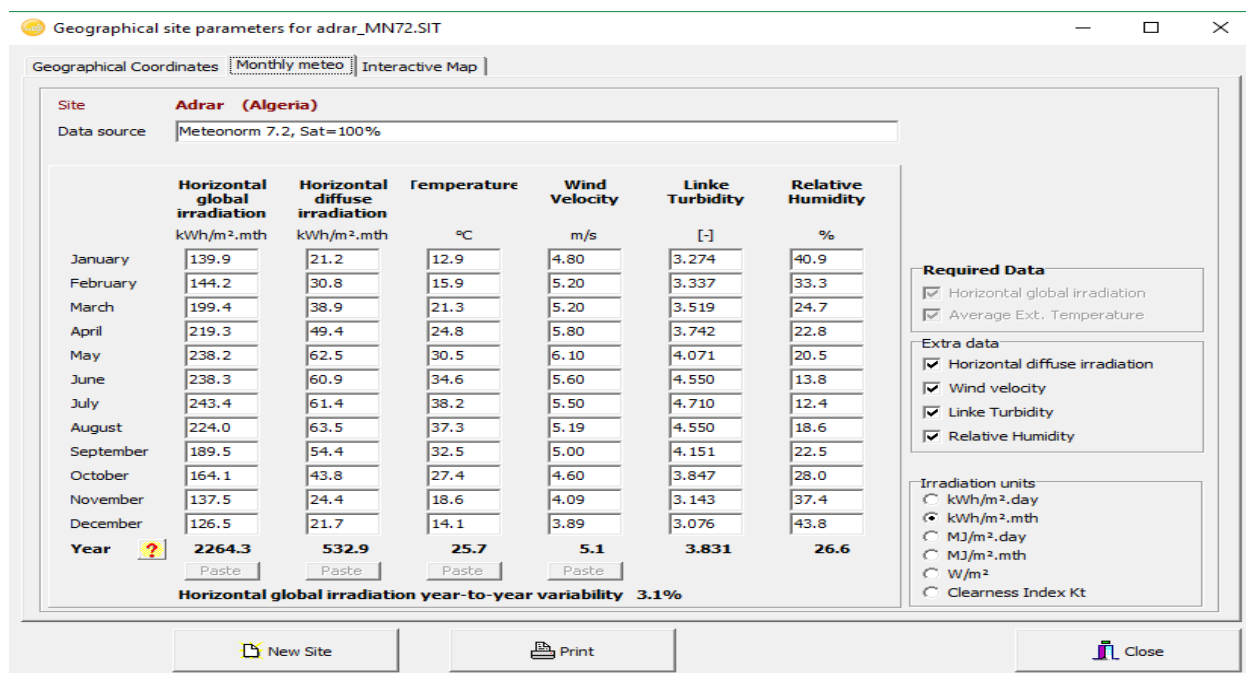 Geographical site parameters for adrar_MN72.SIT
Geographical Coordinates Monthly meteo Interactive Map
Site Adrar (Algeria)
Data source Meteonorm 7.2, Sat=100%
Horizontal global irradiation Horizontal diffuse irradiation Temperature Wind Velocity Linke Turbidity Relative Humidity
kWh/m².mth kWh/m².mth °C m/s [-] %
January 139.9 21.2 12.9 4.80 3.274 40.9
February 144.2 30.8 15.9 5.20 3.337 33.3
March 199.4 38.9 21.3 5.20 3.519 24.7
April 219.3 49.4 24.8 5.80 3.742 22.8
May 238.2 62.5 30.5 6.10 4.071 20.5
June 238.3 60.9 34.6 5.60 4.550 13.8
July 243.4 61.4 38.2 5.50 4.710 12.4
August 224.0 63.5 37.3 5.19 4.550 18.6
September 189.5 54.4 32.5 5.00 4.151 22.5
October 164.1 43.8 27.4 4.60 3.847 28.0
November 137.5 24.4 18.6 4.09 3.143 37.4
December 126.5 21.7 14.1 3.89 3.076 43.8
Year ? 2264.3 532.9 25.7 5.1 3.831 26.6
Paste Paste Paste Paste
Horizontal global irradiation year-to-year variability 3.1%
Required Data
Horizontal global irradiation
Average Ext. Temperature
Extra data
Horizontal diffuse irradiation
Wind velocity
Linke Turbidity
Relative Humidity
Irradiation units
kWh/m².day
kWh/m².mth
MJ/m².day
MJ/m².mth
W/m²
Clearness Index Kt
New Site Print Close